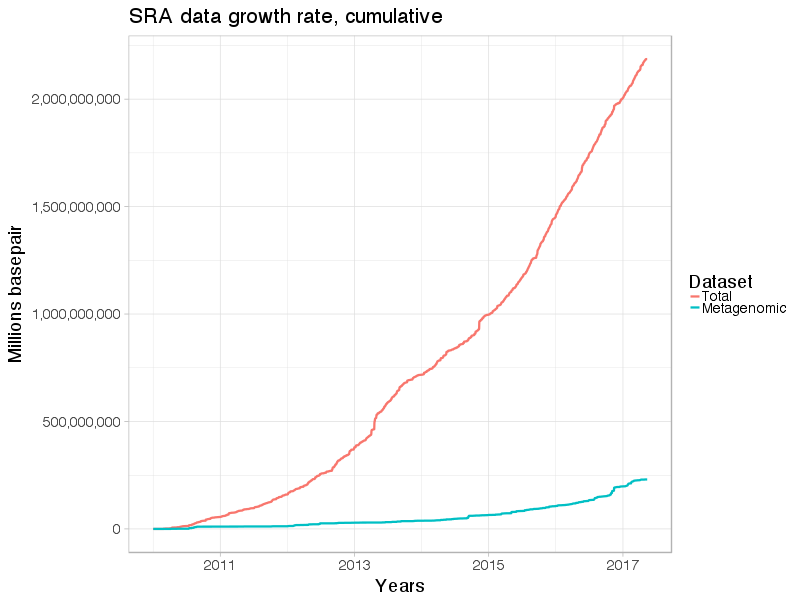 SRA data growth rate, cumulative
2,000,000,000
1,500,000,000
1,000,000,000
500,000,000
0
Millions basepair
2011 2013 2015 2017
Years
Dataset
Total
Metagenomic